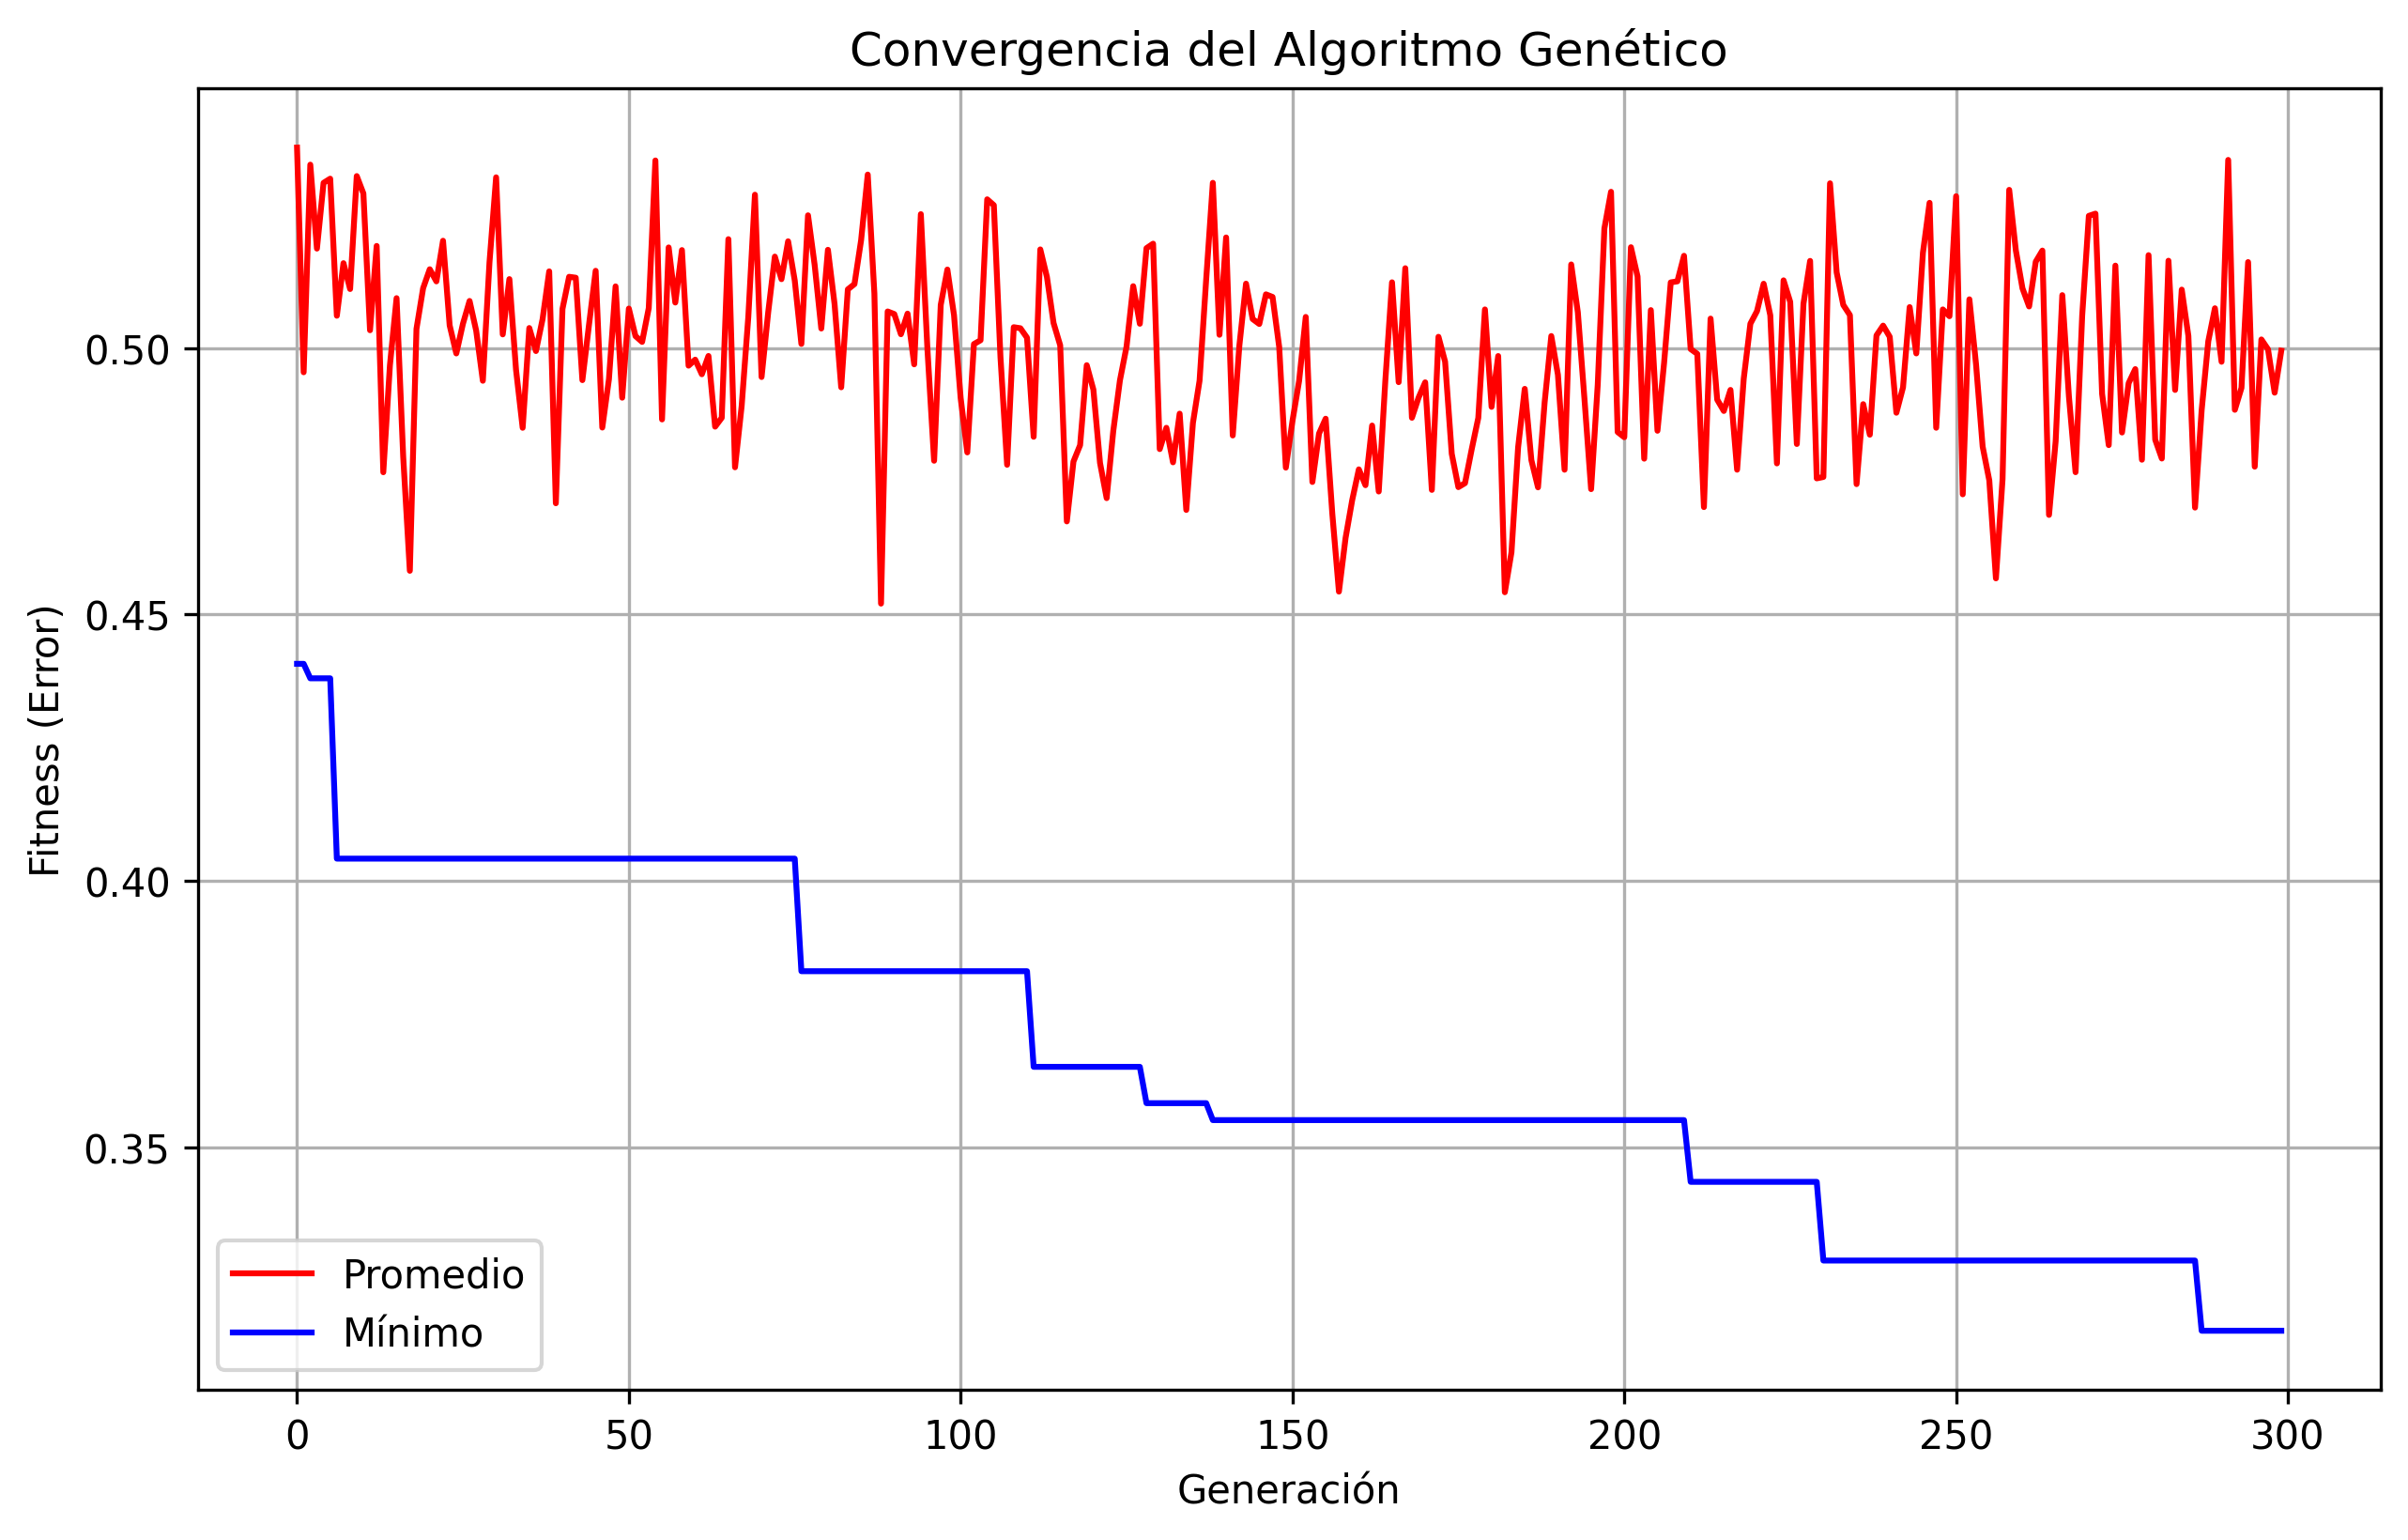 Convergencia del Algoritmo Genético
Fitness (Error)
0.50
0.45
0.40
0.35
Promedio
Mínimo
0 50 100 150 200 250 300
Generación